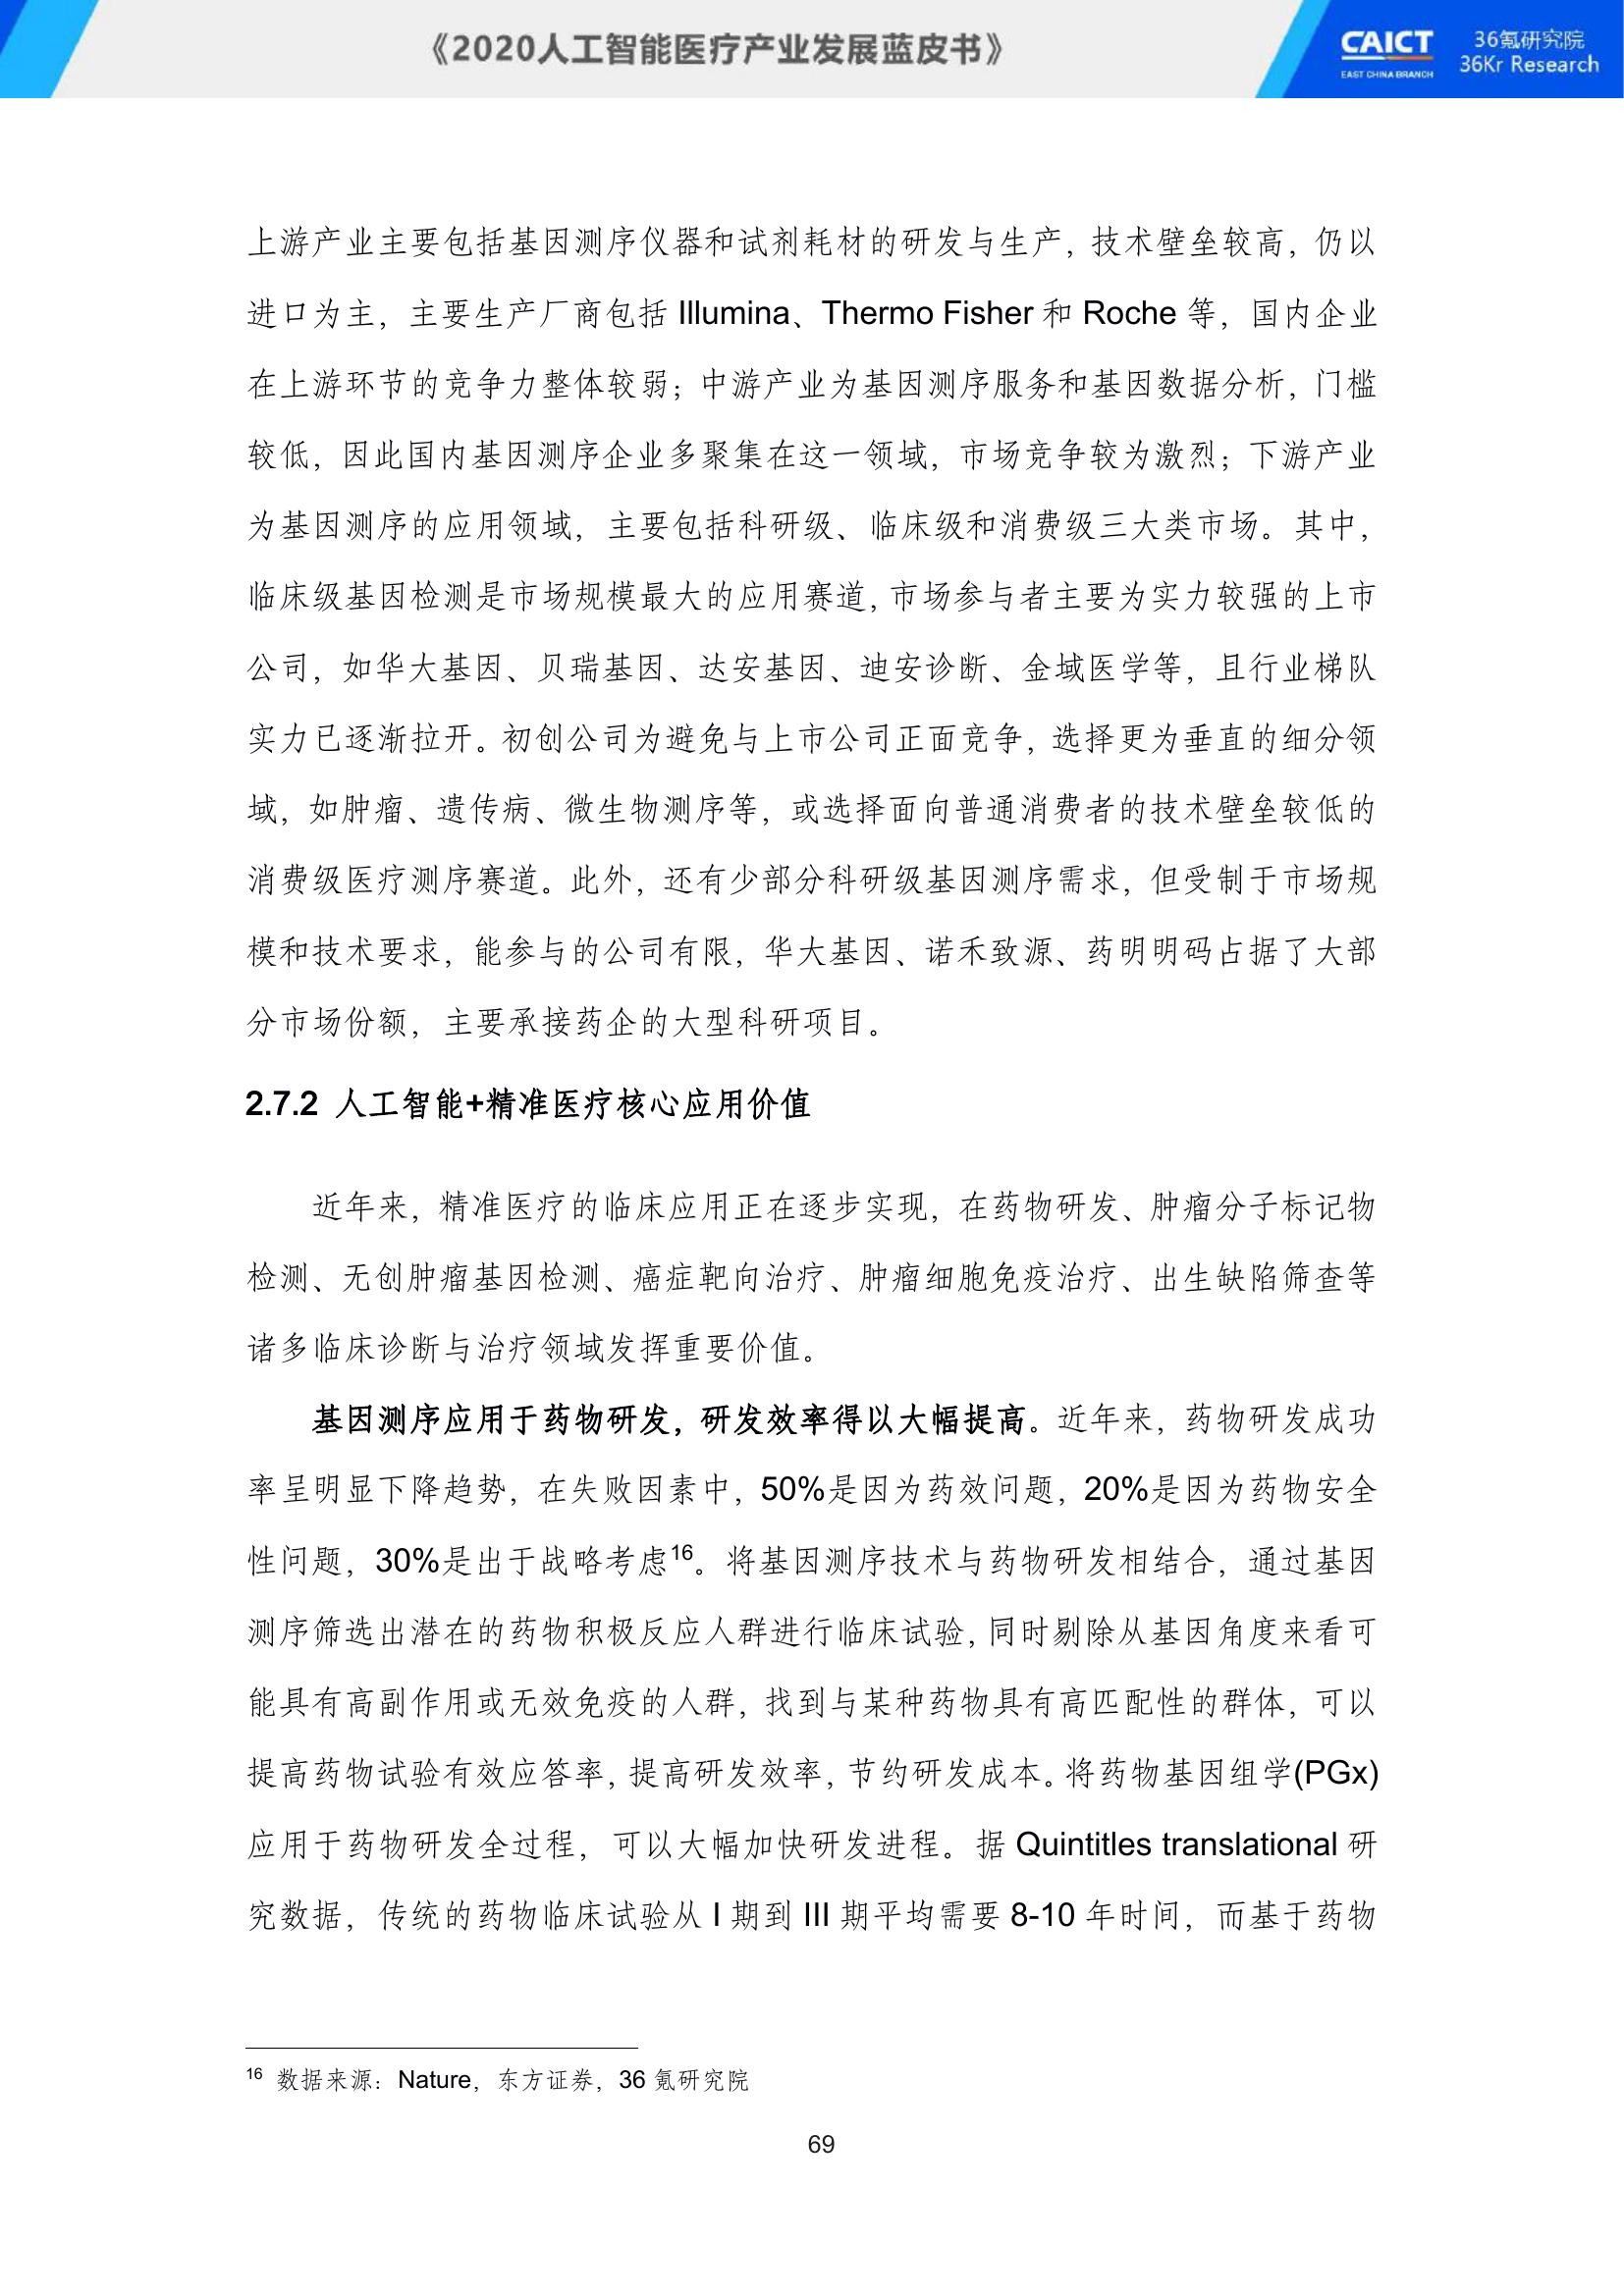 《2020人工智能医疗产业发展蓝皮书》
CAICT
EAST CHINA BRANCH
36氪研究院
36Kr Research
上游产业主要包括基因测序仪器和试剂耗材的研发与生产，技术壁垒较高，仍以
进口为主，主要生产厂商包括 Illumina、Thermo Fisher 和 Roche 等，国内企业
在上游环节的竞争力整体较弱；中游产业为基因测序服务和基因数据分析，门槛
较低，因此国内基因测序企业多聚集在这一领域，市场竞争较为激烈；下游产业
为基因测序的应用领域，主要包括科研级、临床级和消费级三大类市场。其中，
临床级基因检测是市场规模最大的应用赛道，市场参与者主要为实力较强的上市
公司，如华大基因、贝瑞基因、达安基因、迪安诊断、金域医学等，且行业梯队
实力已逐渐拉开。初创公司为避免与上市公司正面竞争，选择更为垂直的细分领
域，如肿瘤、遗传病、微生物测序等，或选择面向普通消费者的技术壁垒较低的
消费级医疗测序赛道。此外，还有少部分科研级基因测序需求，但受制于市场规
模和技术要求，能参与的公司有限，华大基因、诺禾致源、药明明码占据了大部
分市场份额，主要承接药企的大型科研项目。
2.7.2 人工智能+精准医疗核心应用价值
近年来，精准医疗的临床应用正在逐步实现，在药物研发、肿瘤分子标记物
检测、无创肿瘤基因检测、癌症靶向治疗、肿瘤细胞免疫治疗、出生缺陷筛查等
诸多临床诊断与治疗领域发挥重要价值。
基因测序应用于药物研发，研发效率得以大幅提高。近年来，药物研发成功
率呈明显下降趋势，在失败因素中，50%是因为药效问题，20%是因为药物安全
性问题，30%是出于战略考虑16。将基因测序技术与药物研发相结合，通过基因
测序筛选出潜在的药物积极反应人群进行临床试验，同时剔除从基因角度来看可
能具有高副作用或无效免疫的人群，找到与某种药物具有高匹配性的群体，可以
提高药物试验有效应答率，提高研发效率，节约研发成本。将药物基因组学(PGx)
应用于药物研发全过程，可以大幅加快研发进程。据 Quintitles translational 研
究数据，传统的药物临床试验从 I 期到 III 期平均需要 8-10 年时间，而基于药物
16 数据来源：Nature，东方证券，36 氪研究院
69